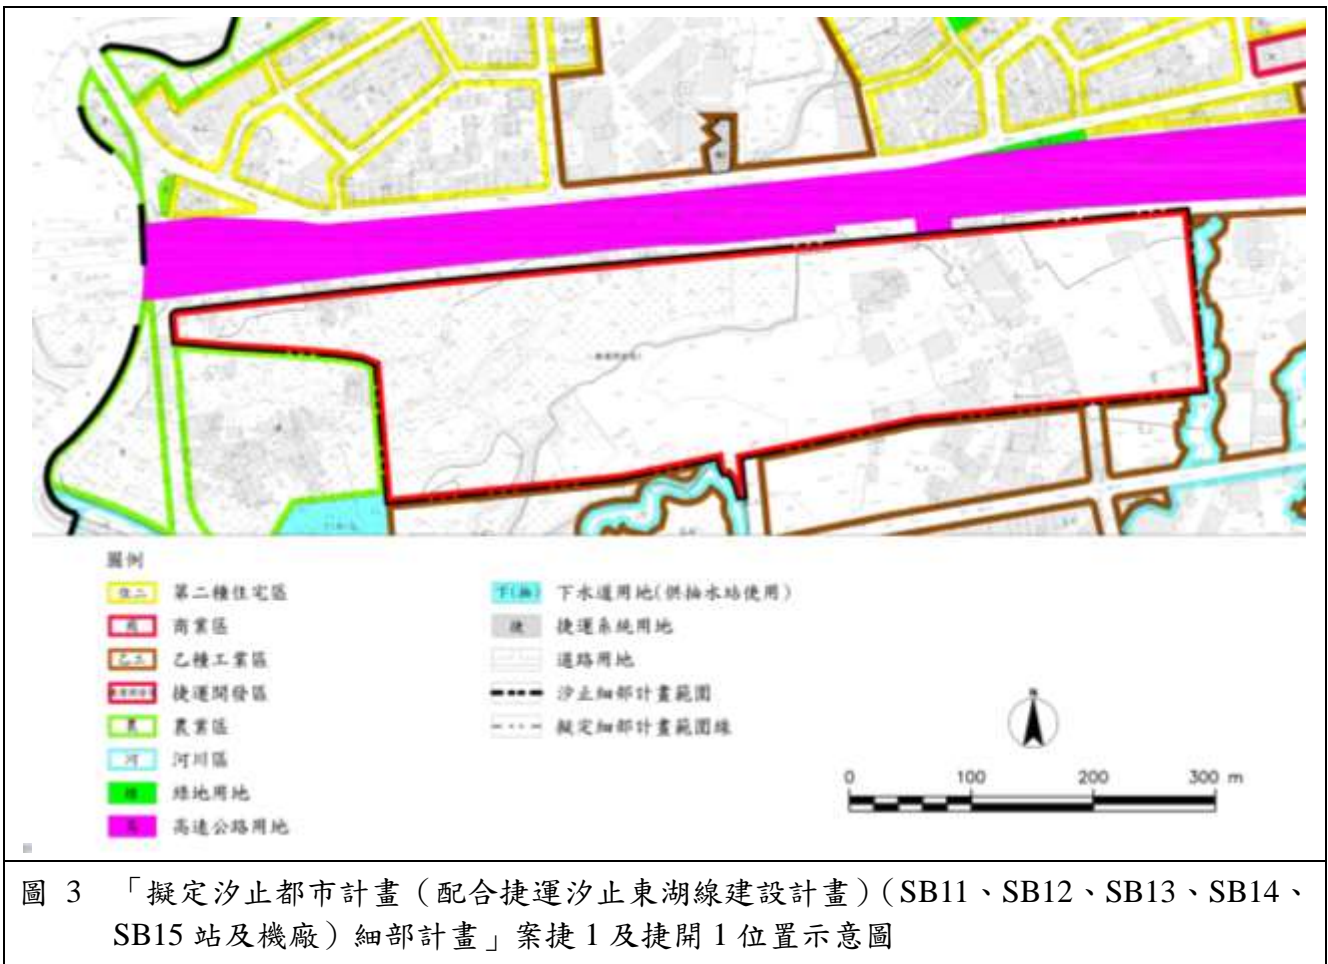 圖例
住二 第二種住宅區
商 商業區
乙工 乙種工業區
捷運開發區
農 農業區
河 河川區
綠 綠地用地
高 高速公路用地
下(抽) 下水道用地(供抽水站使用)
捷 捷運系統用地
道路用地
汐止細部計畫範圍
擬定細部計畫範圍線
N
0 100 200 300 m
圖 3 「擬定汐止都市計畫（配合捷運汐止東湖線建設計畫）（SB11、SB12、SB13、SB14、
SB15 站及機廠）細部計畫」案捷 1 及捷開 1 位置示意圖